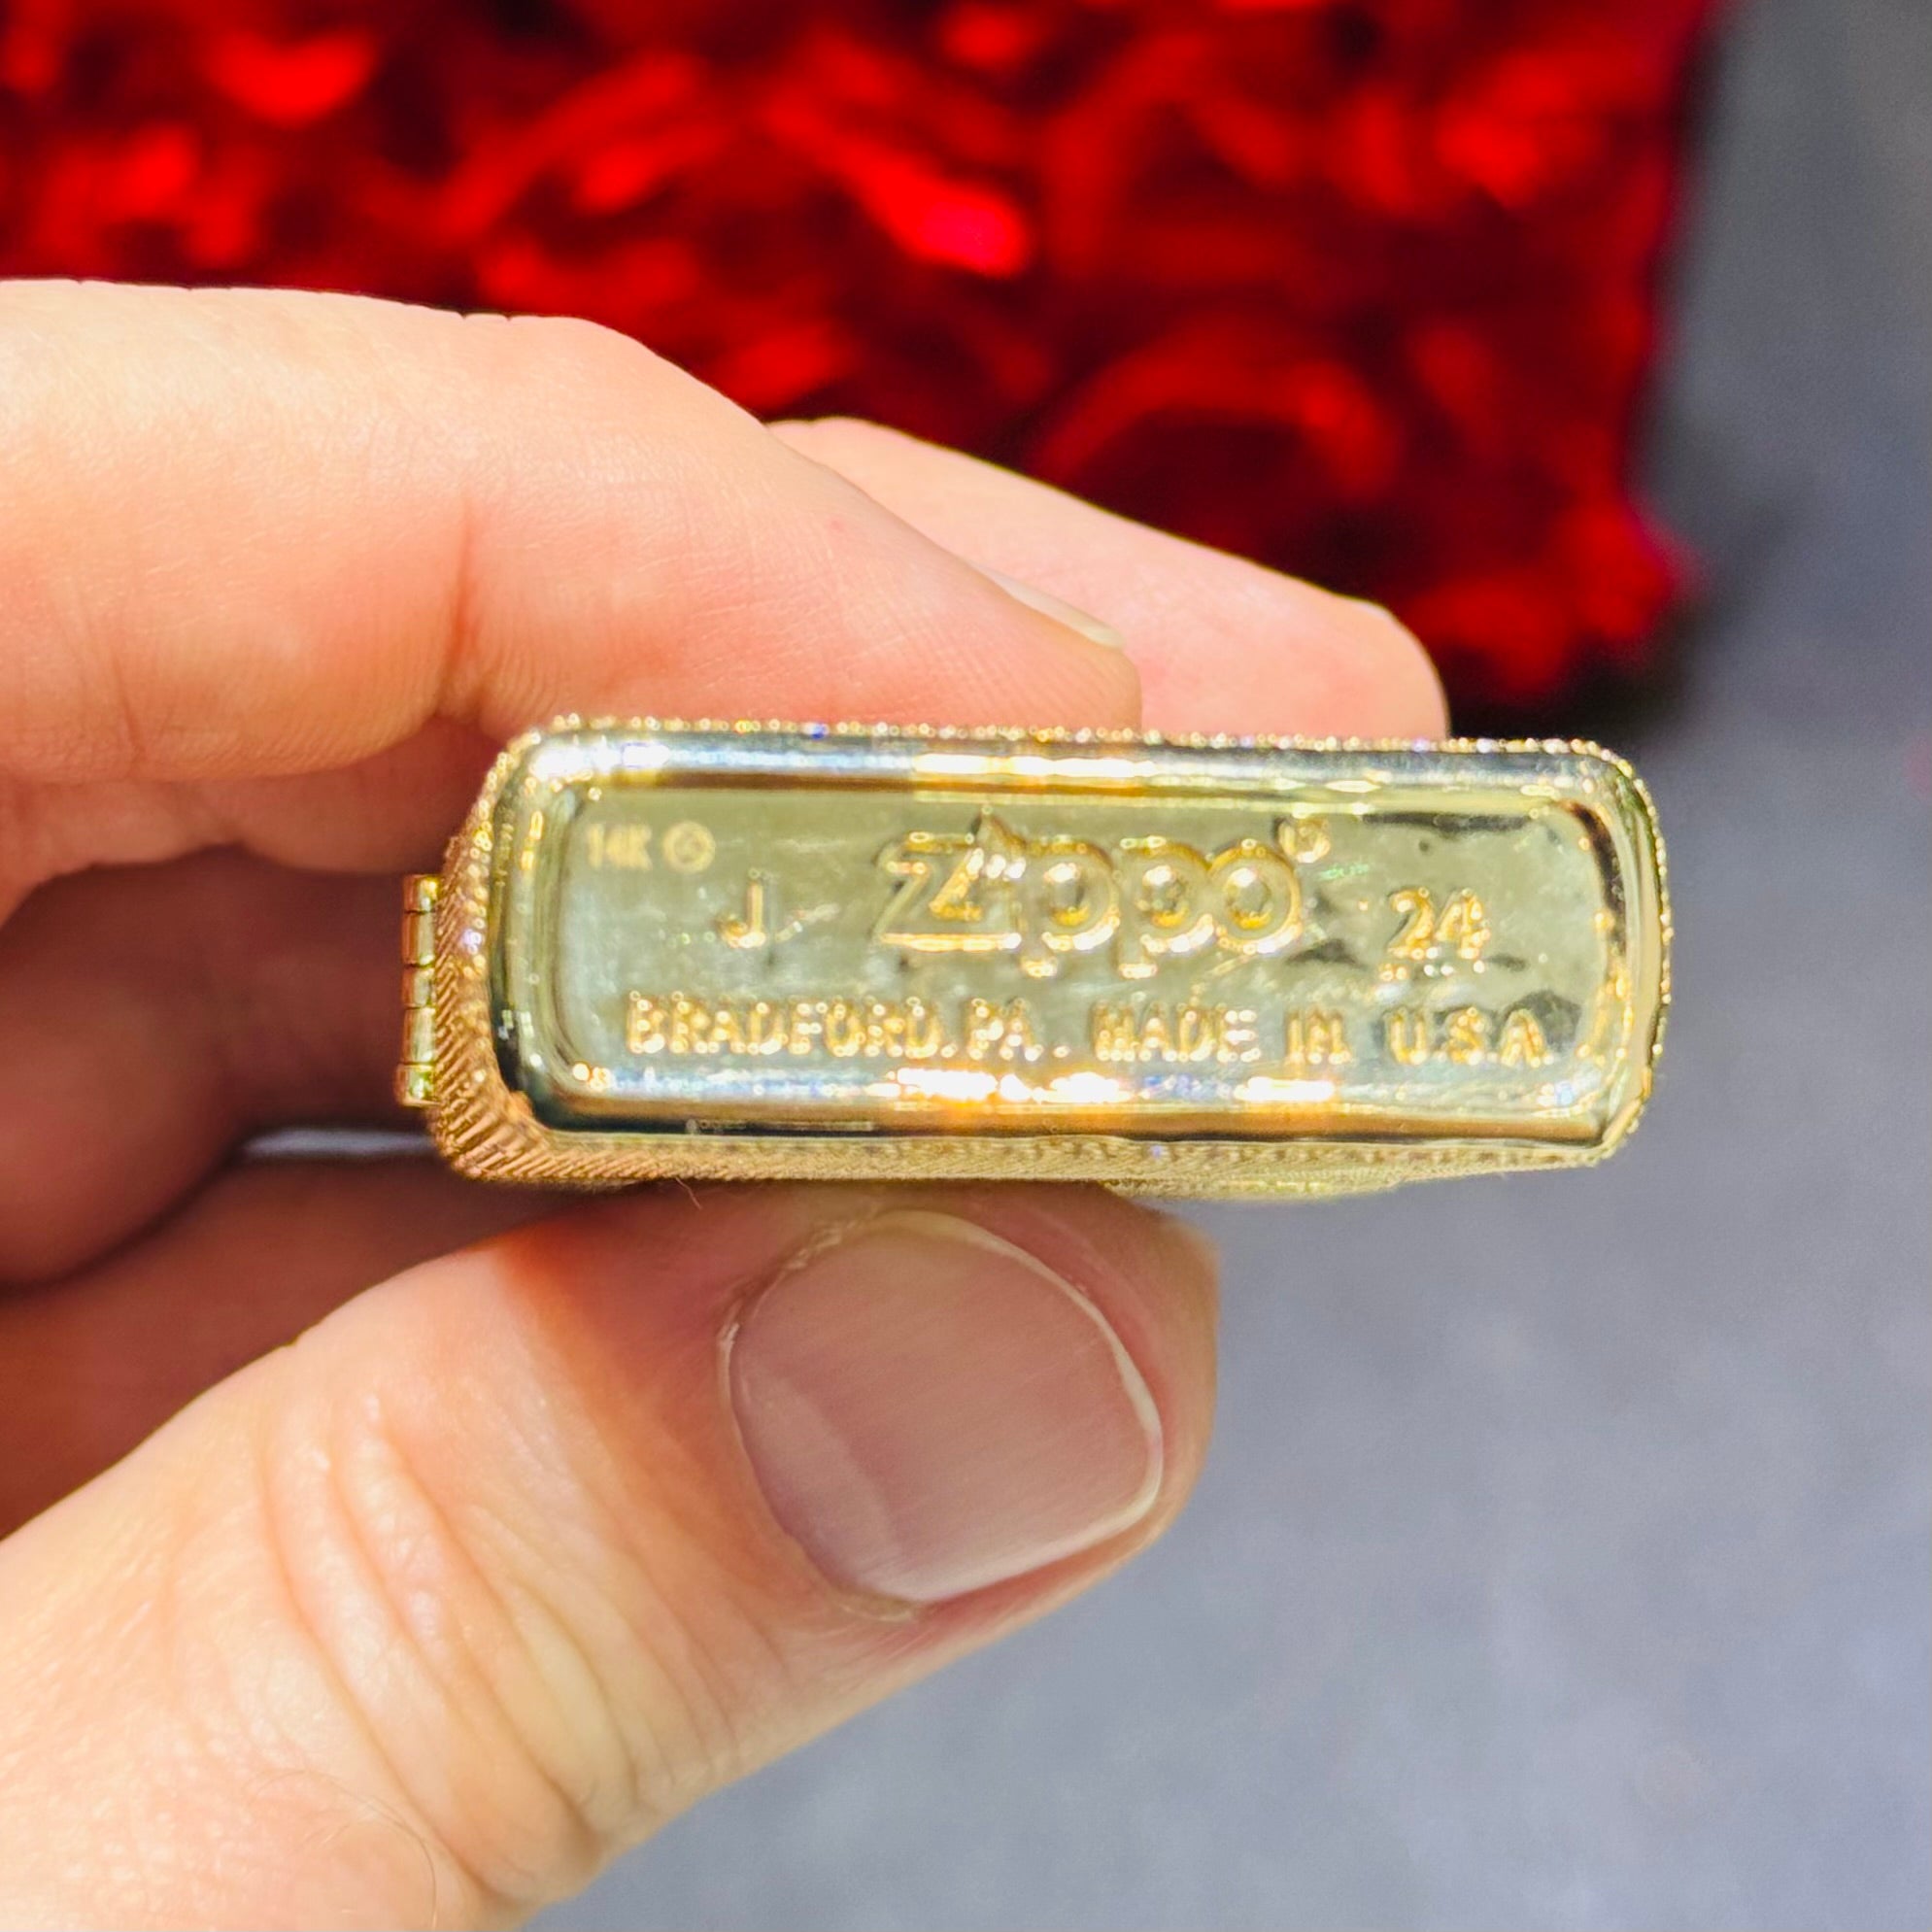 14K
J Zippo® 24
BRADFORD, PA. MADE IN U.S.A.